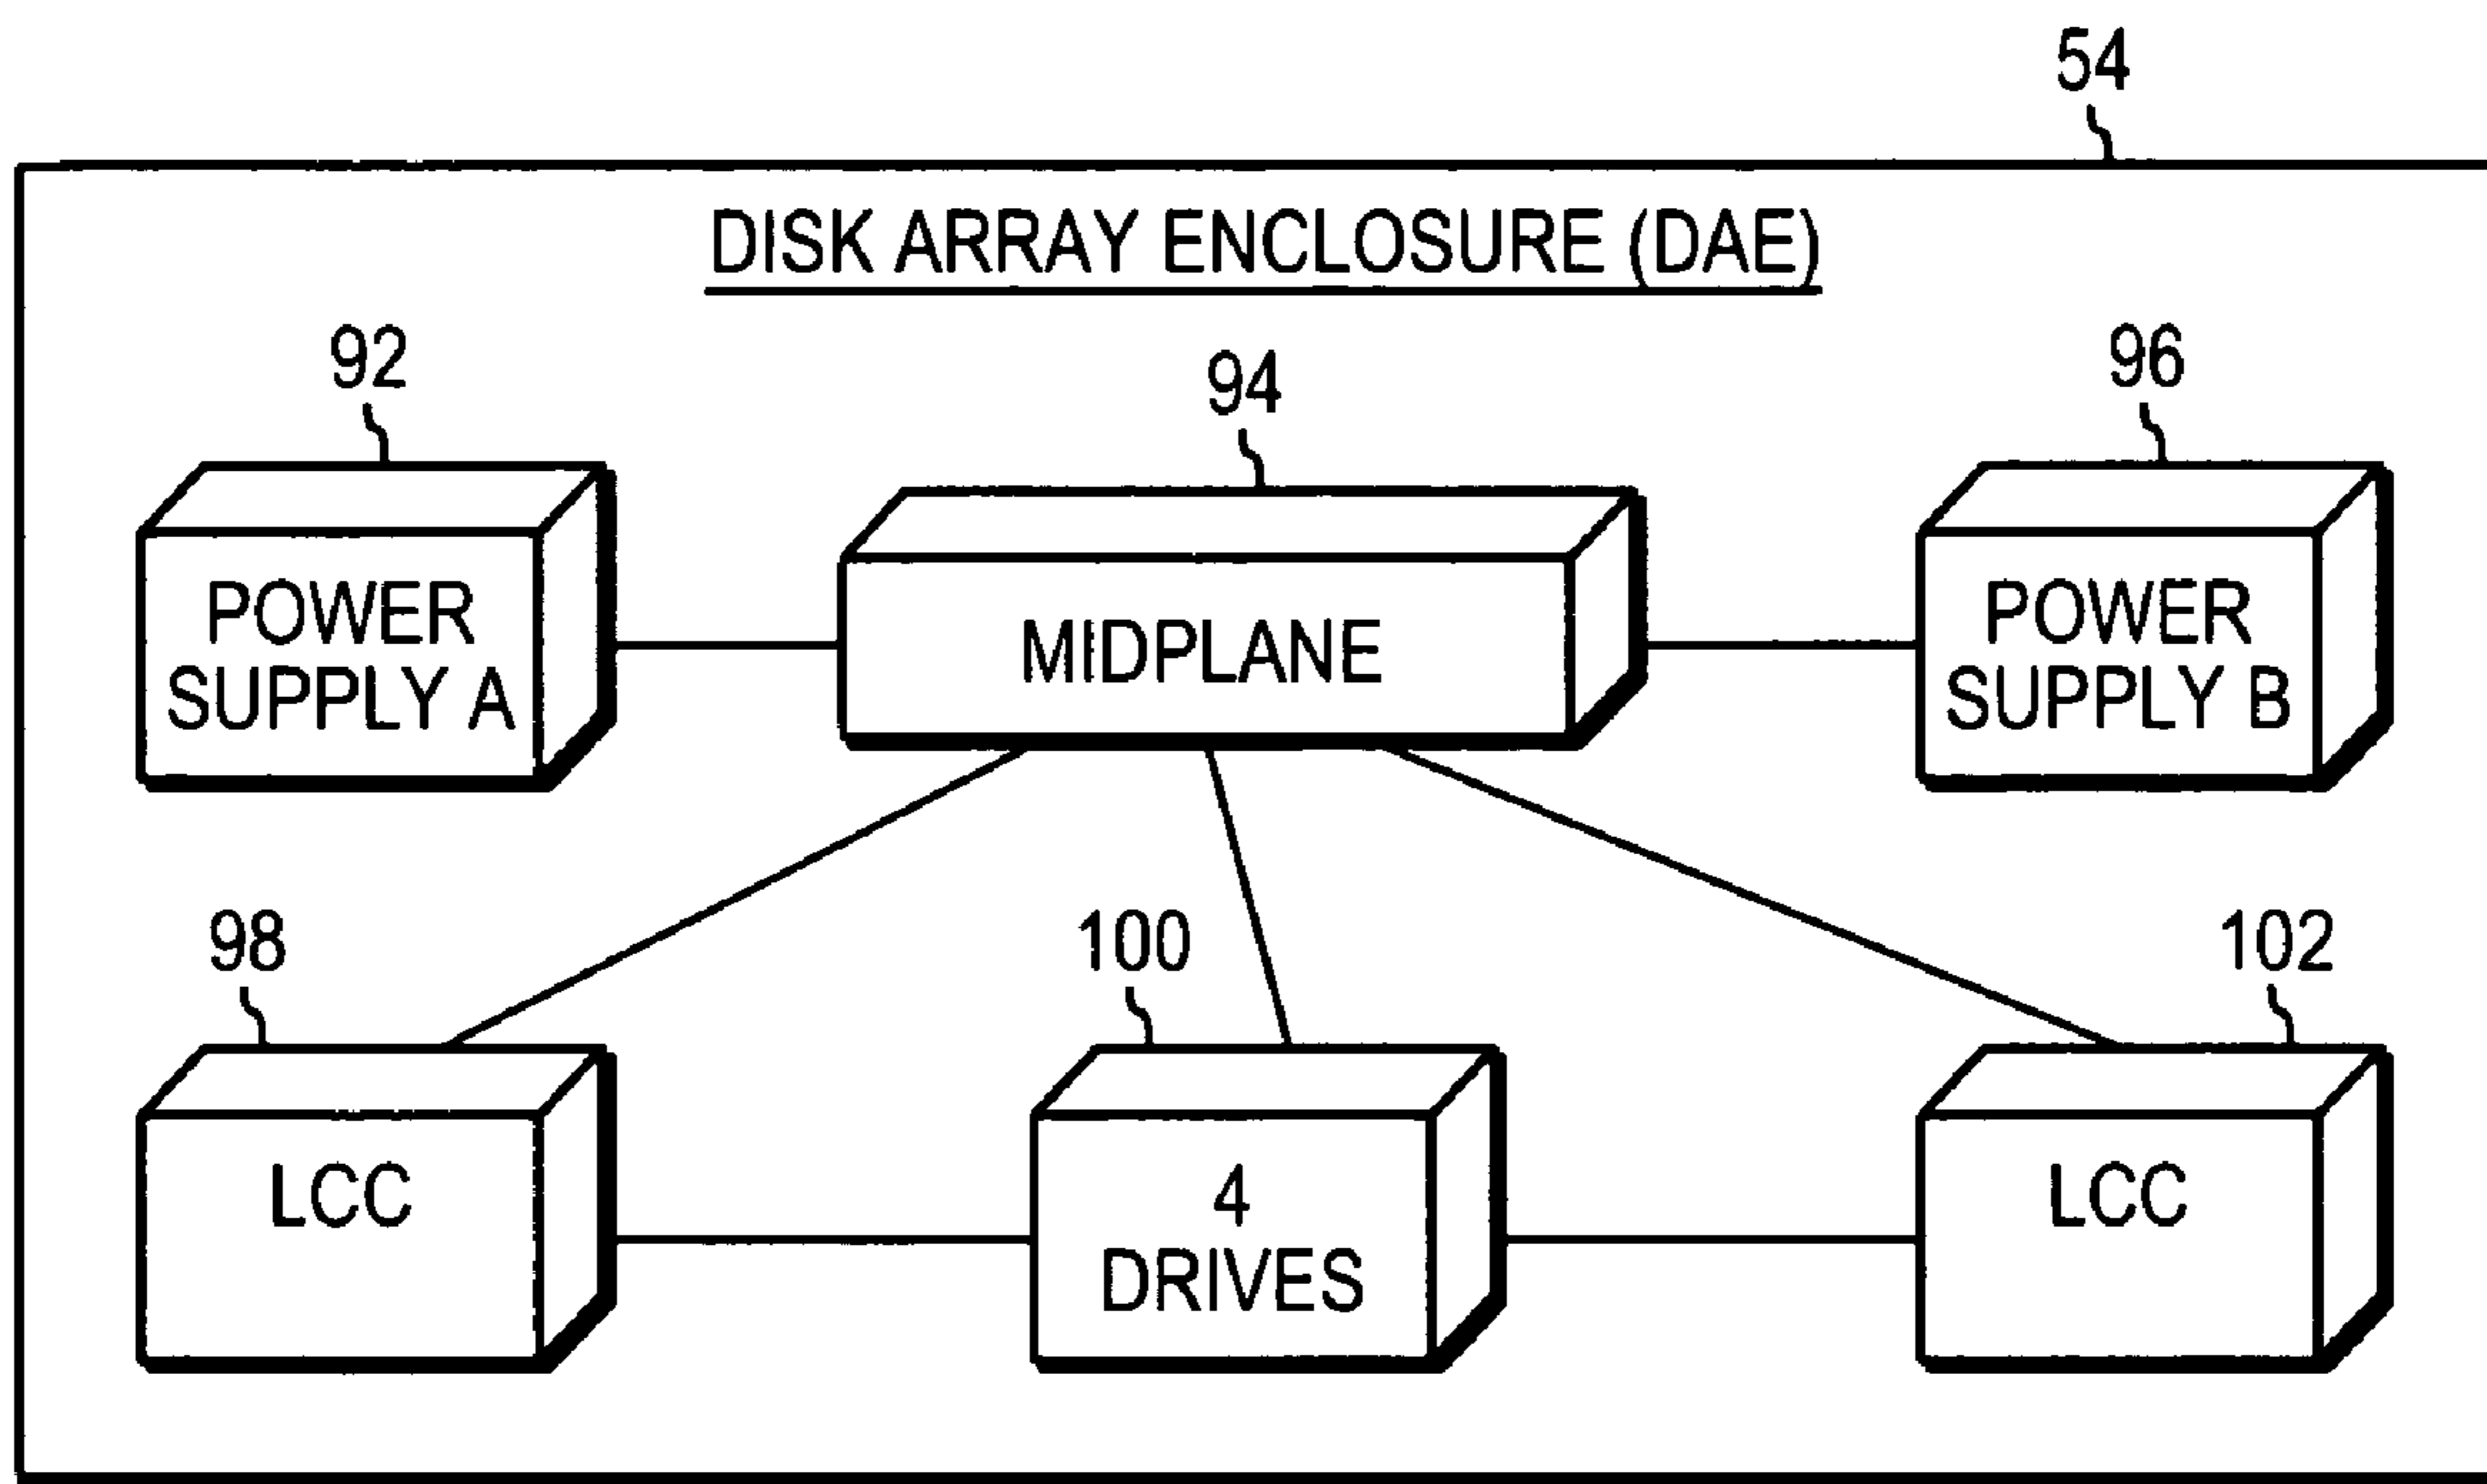 54
DISK ARRAY ENCLOSURE (DAE)
92
94
96
POWER
SUPPLY A
MIDPLANE
POWER
SUPPLY B
98
100
102
LCC
4
DRIVES
LCC